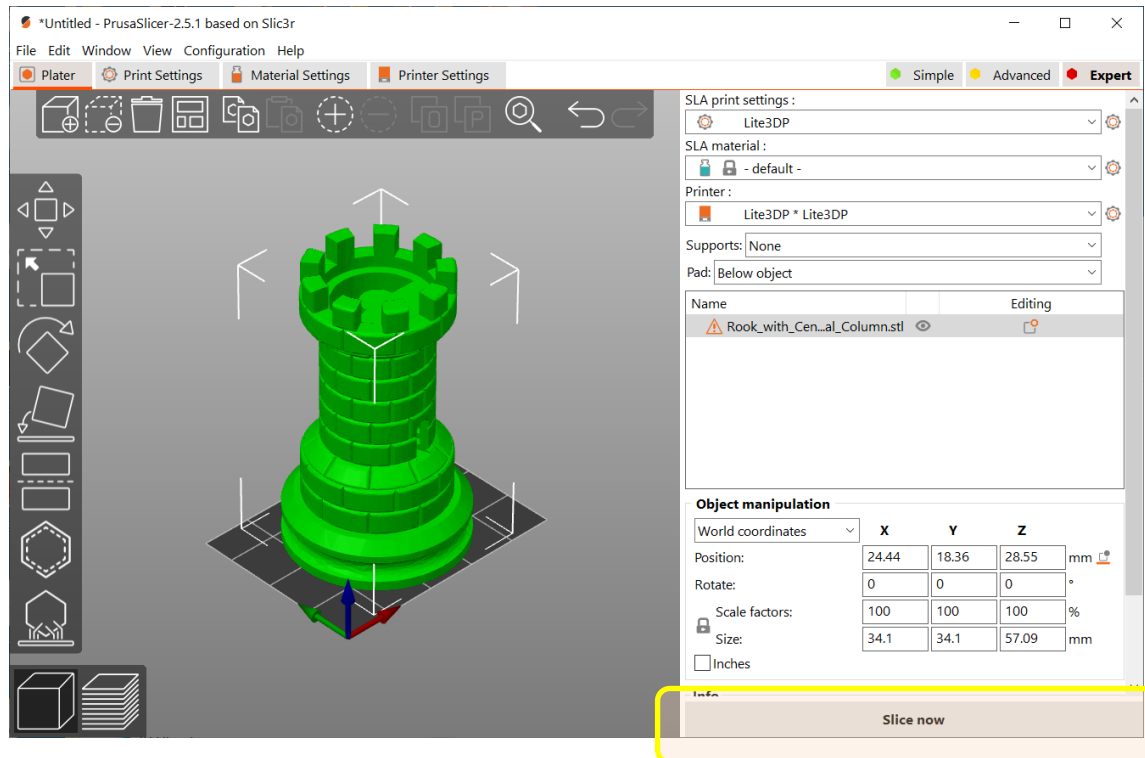 *Untitled - PrusaSlicer-2.5.1 based on Slic3r
File Edit Window View Configuration Help
Plater Print Settings Material Settings Printer Settings Simple Advanced Expert
SLA print settings :
Lite3DP
SLA material :
- default -
Printer :
Lite3DP * Lite3DP
Supports: None
Pad: Below object
Name Editing
Rook_with_Cen...al_Column.stl
Object manipulation
World coordinates X Y Z
Position: 24.44 18.36 28.55 mm
Rotate: 0 0 0 °
Scale factors: 100 100 100 %
Size: 34.1 34.1 57.09 mm
Inches
Info
Slice now